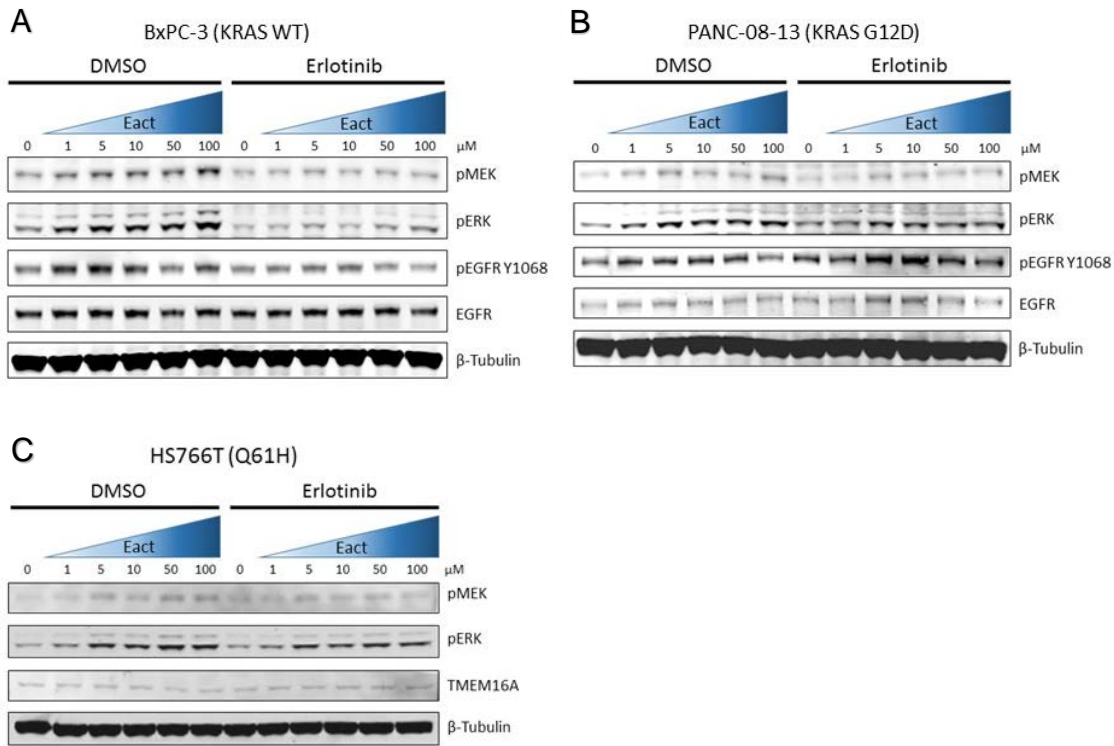 A
BxPC-3 (KRAS WT)
DMSO Erlotinib
Eact Eact
0 1 5 10 50 100 0 1 5 10 50 100 μM
pMEK
pERK
pEGFR Y1068
EGFR
β-Tubulin
B
PANC-08-13 (KRAS G12D)
DMSO Erlotinib
Eact Eact
0 1 5 10 50 100 0 1 5 10 50 100 μM
pMEK
pERK
pEGFR Y1068
EGFR
β-Tubulin
C
HS766T (Q61H)
DMSO Erlotinib
Eact Eact
0 1 5 10 50 100 0 1 5 10 50 100 μM
pMEK
pERK
TMEM16A
β-Tubulin